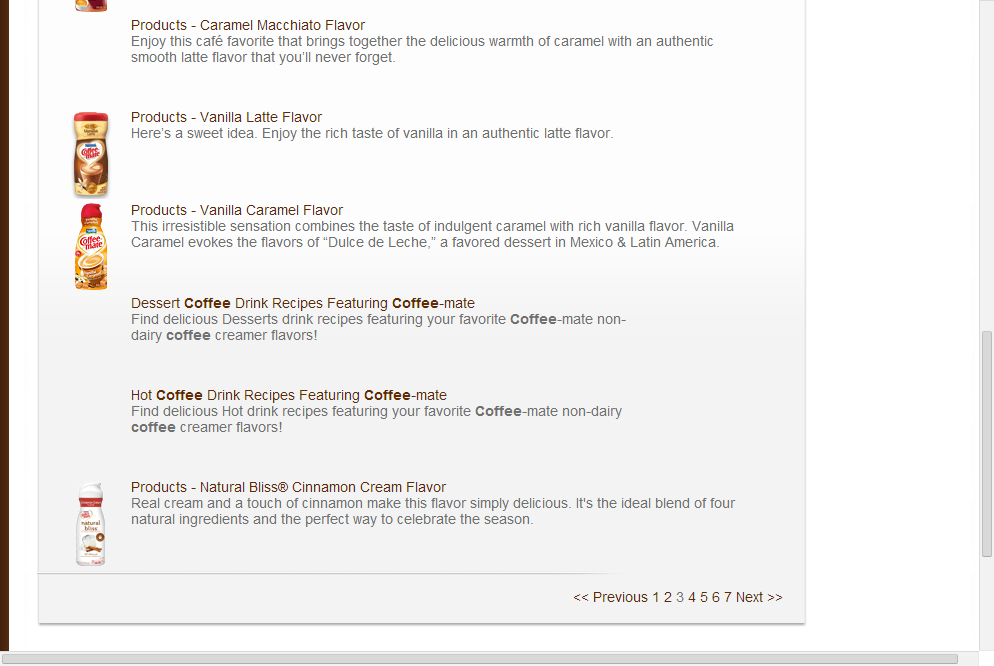 Products - Caramel Macchiato Flavor
Enjoy this café favorite that brings together the delicious warmth of caramel with an authentic
smooth latte flavor that you’ll never forget.
Products - Vanilla Latte Flavor
Here’s a sweet idea. Enjoy the rich taste of vanilla in an authentic latte flavor.
Coffee-mate
Products - Vanilla Caramel Flavor
This irresistible sensation combines the taste of indulgent caramel with rich vanilla flavor. Vanilla
Caramel evokes the flavors of “Dulce de Leche,” a favored dessert in Mexico & Latin America.
Coffee-mate
Dessert Coffee Drink Recipes Featuring Coffee-mate
Find delicious Desserts drink recipes featuring your favorite Coffee-mate non-
dairy coffee creamer flavors!
Hot Coffee Drink Recipes Featuring Coffee-mate
Find delicious Hot drink recipes featuring your favorite Coffee-mate non-dairy
coffee creamer flavors!
Products - Natural Bliss® Cinnamon Cream Flavor
Real cream and a touch of cinnamon make this flavor simply delicious. It's the ideal blend of four
natural ingredients and the perfect way to celebrate the season.
natural
bliss
<< Previous 1 2 3 4 5 6 7 Next >>